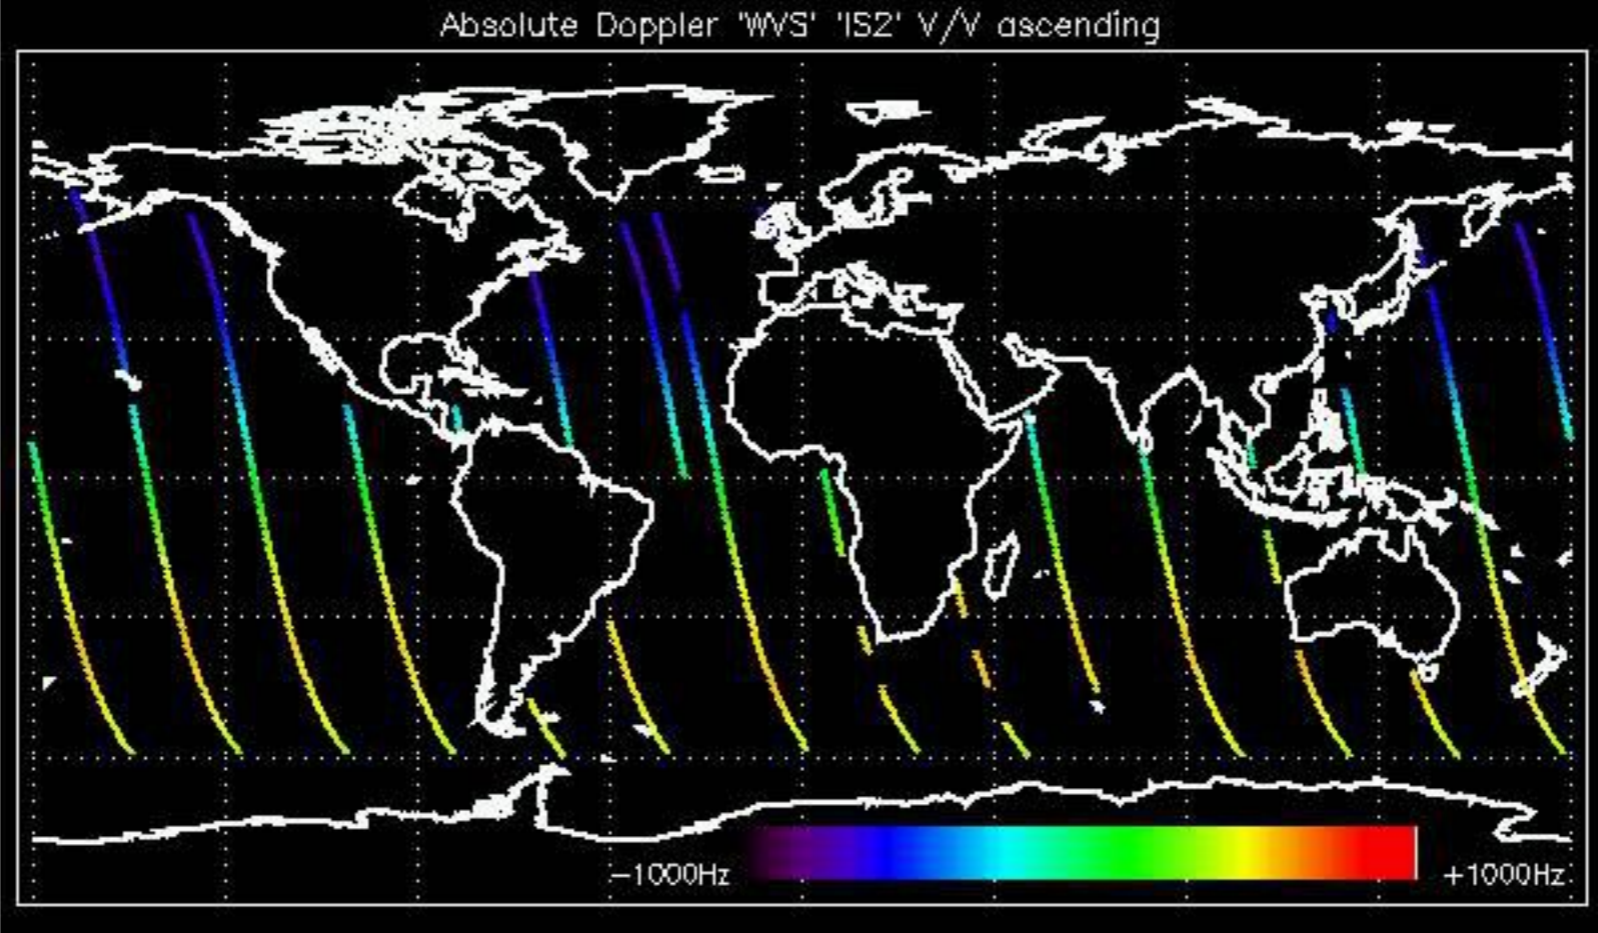 Absolute Doppler 'WVS' 'IS2' V/V ascending
−1000Hz +1000Hz